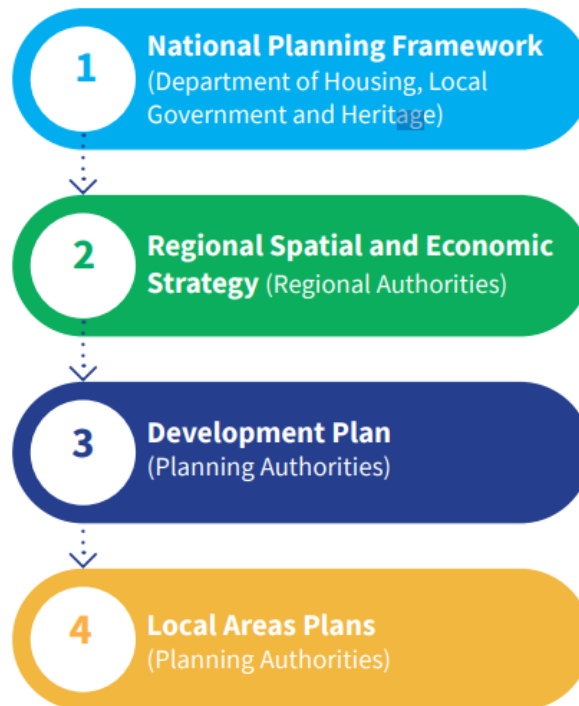 1
National Planning Framework
(Department of Housing, Local
Government and Heritage)
2
Regional Spatial and Economic
Strategy (Regional Authorities)
3
Development Plan
(Planning Authorities)
4
Local Areas Plans
(Planning Authorities)